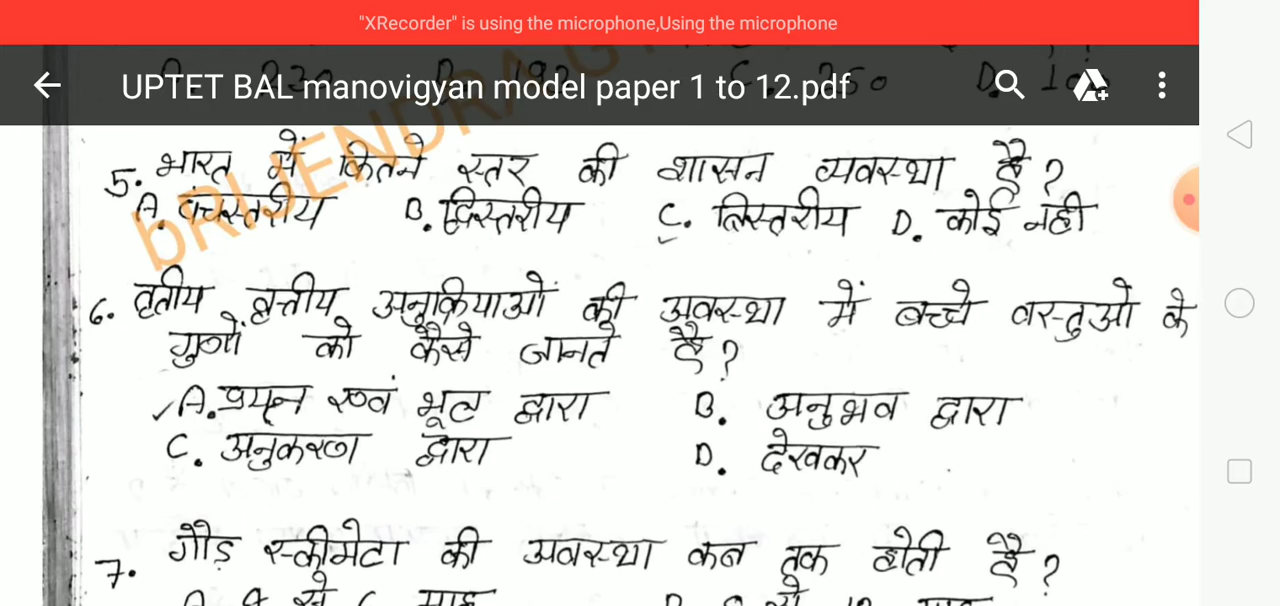 "XRecorder" is using the microphone,Using the microphone
UPTET BAL manovigyan model paper 1 to 12.pdf
bRIJENDRA G
5. भारत में कितने स्तर की शासन व्यवस्था है?
A. पंचस्तरीय B. द्विस्तरीय C. त्रिस्तरीय D. कोई नही
6. तृतीय वृत्तीय अनुक्रियाओं की अवस्था में बच्चे वस्तुओ के
गुणों को कैसे जानते है?
A. प्रयत्न एवं भूल द्वारा B. अनुभव द्वारा
C. अनुकरण द्वारा D. देखकर
7. गौड़ स्कीमेटा की अवस्था कब तक होती है?